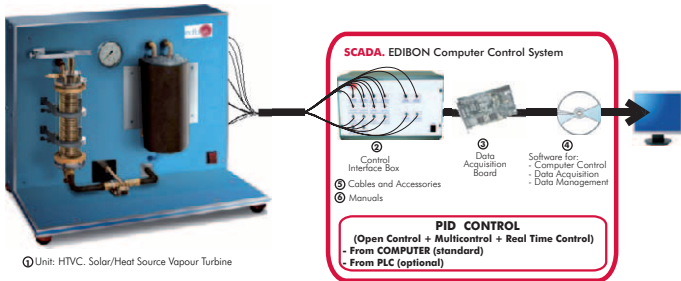 SCADA. EDIBON Computer Control System
② Control
Interface Box
③
Data
Acquisition
Board
④
Software for:
- Computer Control
- Data Acquisition
- Data Management
⑤ Cables and Accessories
⑥ Manuals
PID CONTROL
(Open Control + Multicontrol + Real Time Control)
- From COMPUTER (standard)
- From PLC (optional)
① Unit: HTVC. Solar/Heat Source Vapour Turbine